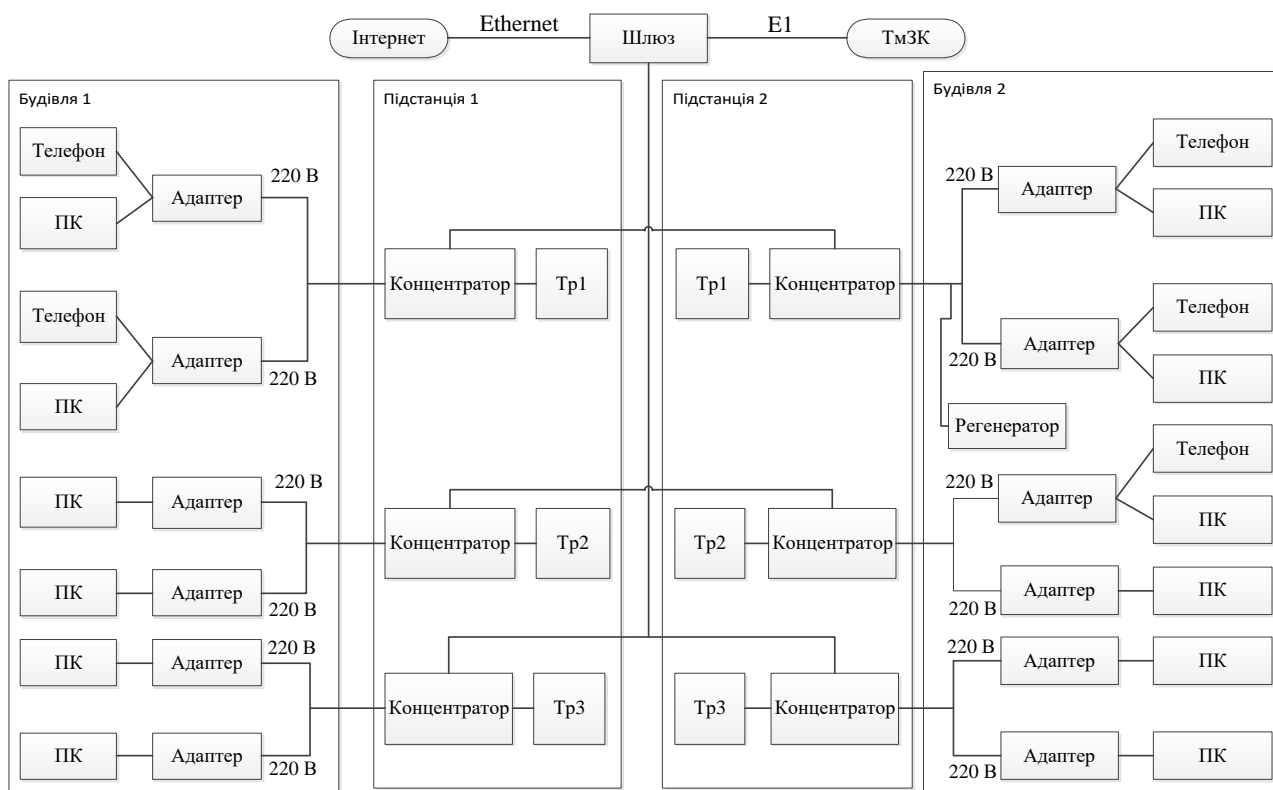 Інтернет
Ethernet
Шлюз
E1
ТмЗК
Будівля 1
Телефон
ПК
Адаптер
220 В
Телефон
ПК
Адаптер
220 В
ПК
Адаптер
220 В
ПК
Адаптер
220 В
ПК
Адаптер
220 В
ПК
Адаптер
220 В
Підстанція 1
Концентратор
Тр1
Концентратор
Тр2
Концентратор
Тр3
Підстанція 2
Тр1
Концентратор
Тр2
Концентратор
Тр3
Концентратор
Будівля 2
220 В
Адаптер
Телефон
ПК
220 В
Адаптер
Телефон
ПК
Регенератор
220 В
Адаптер
Телефон
ПК
220 В
Адаптер
ПК
220 В
Адаптер
ПК
220 В
Адаптер
ПК